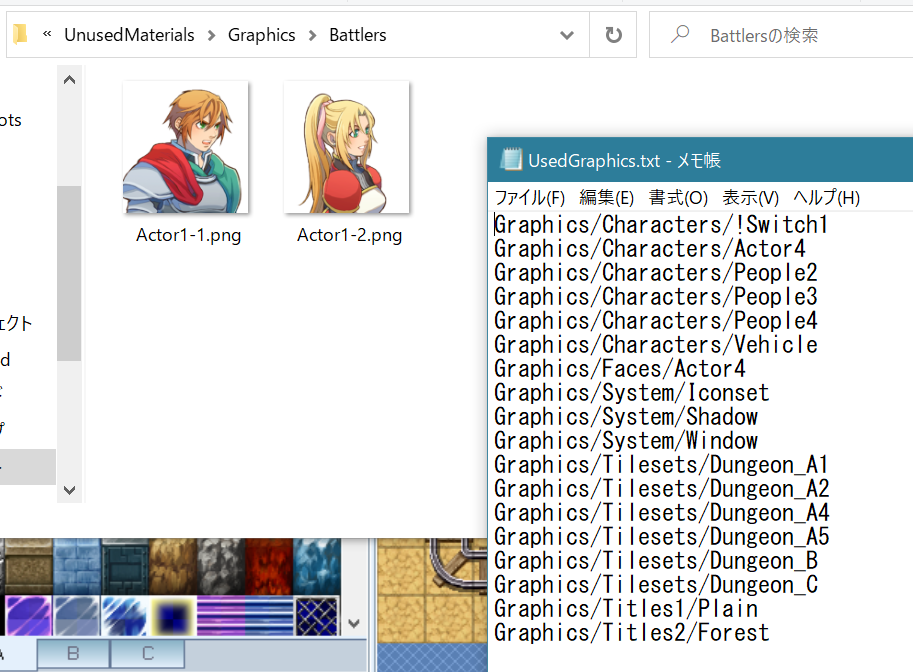 « UnusedMaterials > Graphics > Battlers
Battlersの検索
ots
ェクト
d
Actor1-1.png
Actor1-2.png
UsedGraphic.txt - メモ帳
ファイル(F) 編集(E) 書式(O) 表示(V) ヘルプ(H)
Graphics/Characters/!Switch1
Graphics/Characters/Actor4
Graphics/Characters/People2
Graphics/Characters/People3
Graphics/Characters/People4
Graphics/Characters/Vehicle
Graphics/Faces/Actor4
Graphics/System/Iconset
Graphics/System/Shadow
Graphics/System/Window
Graphics/Tilesets/Dungeon_A1
Graphics/Tilesets/Dungeon_A2
Graphics/Tilesets/Dungeon_A4
Graphics/Tilesets/Dungeon_A5
Graphics/Tilesets/Dungeon_B
Graphics/Tilesets/Dungeon_C
Graphics/Titles1/Plain
Graphics/Titles2/Forest
A B C